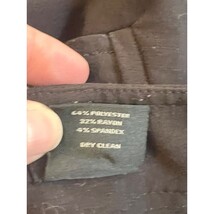 64% POLYESTER
32% RAYON
4% SPANDEX
DRY CLEAN